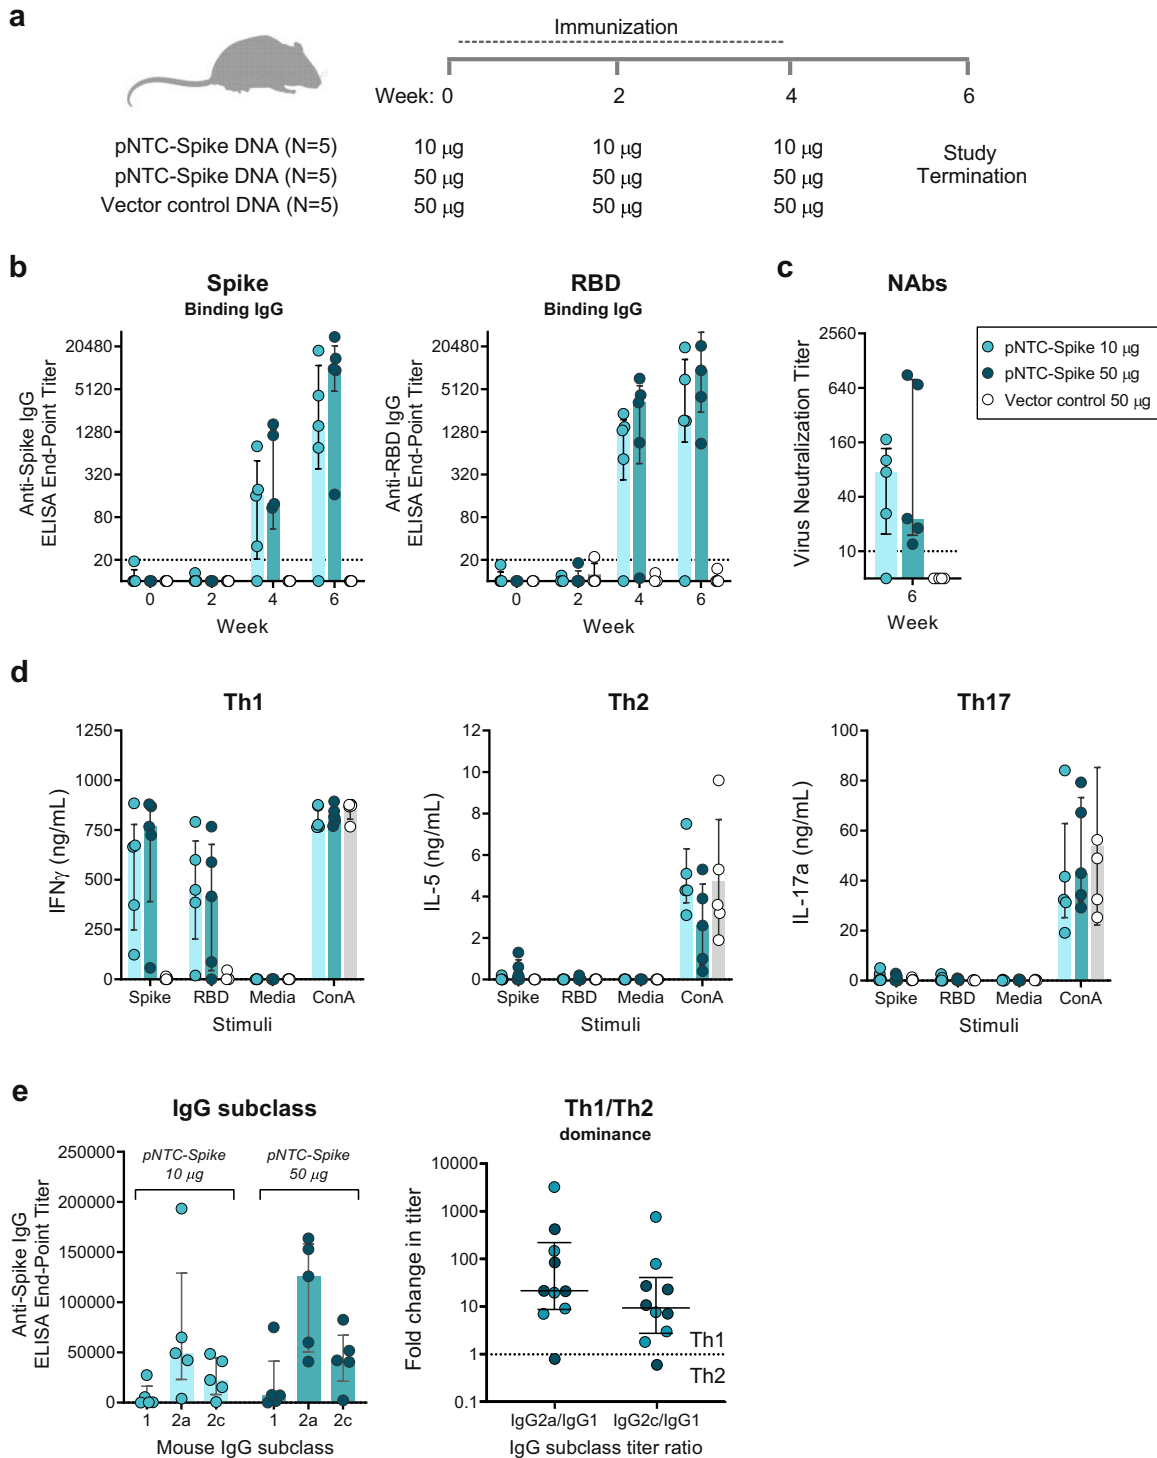 a
Immunization
Week: 0 2 4 6
pNTC-Spike DNA (N=5) 10 μg 10 μg 10 μg
pNTC-Spike DNA (N=5) 50 μg 50 μg 50 μg
Vector control DNA (N=5) 50 μg 50 μg 50 μg
Study
Termination
b
Spike
Binding IgG
Anti-Spike IgG
ELISA End-Point Titer
20480
5120
1280
320
80
20
0 2 4 6
Week
RBD
Binding IgG
Anti-RBD IgG
ELISA End-Point Titer
20480
5120
1280
320
80
20
0 2 4 6
Week
c
NAbs
Virus Neutralization Titer
2560
640
160
40
10
6
Week
pNTC-Spike 10 μg
pNTC-Spike 50 μg
Vector control 50 μg
d
Th1
IFNγ (ng/mL)
1250
1000
750
500
250
0
Spike RBD Media ConA
Stimuli
Th2
IL-5 (ng/mL)
12
10
8
6
4
2
0
Spike RBD Media ConA
Stimuli
Th17
IL-17a (ng/mL)
100
80
60
40
20
0
Spike RBD Media ConA
Stimuli
e
IgG subclass
Anti-Spike IgG
ELISA End-Point Titer
250000
200000
150000
100000
50000
0
pNTC-Spike
10 μg
pNTC-Spike
50 μg
1 2a 2c 1 2a 2c
Mouse IgG subclass
Th1/Th2
dominance
Fold change in titer
10000
1000
100
10
1
0.1
Th1
Th2
IgG2a/IgG1 IgG2c/IgG1
IgG subclass titer ratio